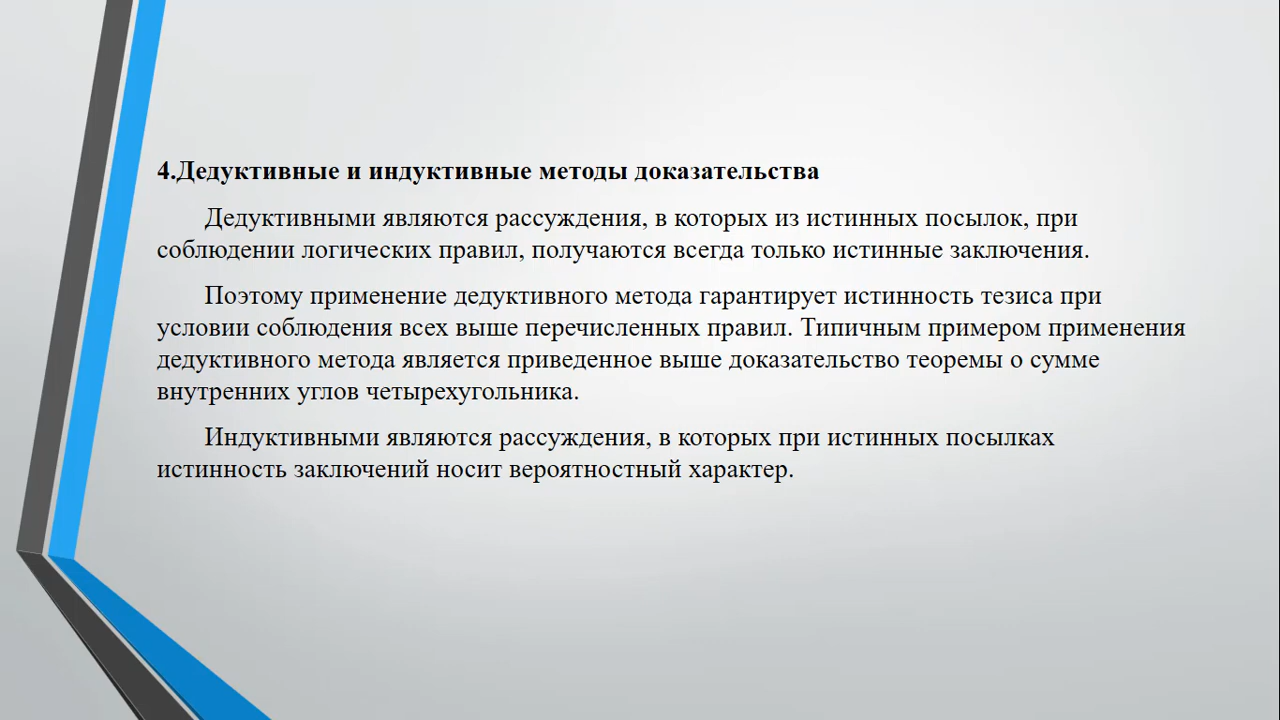 4.Дедуктивные и индуктивные методы доказательства
Дедуктивными являются рассуждения, в которых из истинных посылок, при
соблюдении логических правил, получаются всегда только истинные заключения.
Поэтому применение дедуктивного метода гарантирует истинность тезиса при
условии соблюдения всех выше перечисленных правил. Типичным примером применения
дедуктивного метода является приведенное выше доказательство теоремы о сумме
внутренних углов четырехугольника.
Индуктивными являются рассуждения, в которых при истинных посылках
истинность заключений носит вероятностный характер.